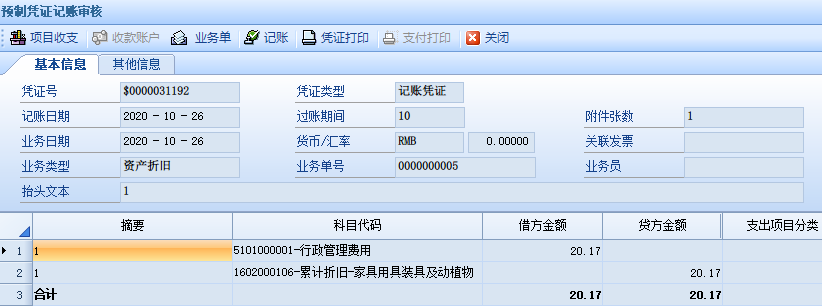 预制凭证记账审核
项目收支 收款账户 业务单 记账 凭证打印 支付打印 关闭
基本信息 其他信息
凭证号 $0000031192 凭证类型 记账凭证
记账日期 2020 - 10 - 26 过账期间 10 附件张数 1
业务日期 2020 - 10 - 26 货币/汇率 RMB 0.00000 关联发票
业务类型 资产折旧 业务单号 0000000005 业务员
抬头文本 1
摘要 科目代码 借方金额 贷方金额 支出项目分类
1 1 5101000001-行政管理费用 20.17
2 1 1602000106-累计折旧-家具用具装具及动植物 20.17
3 合计 20.17 20.17